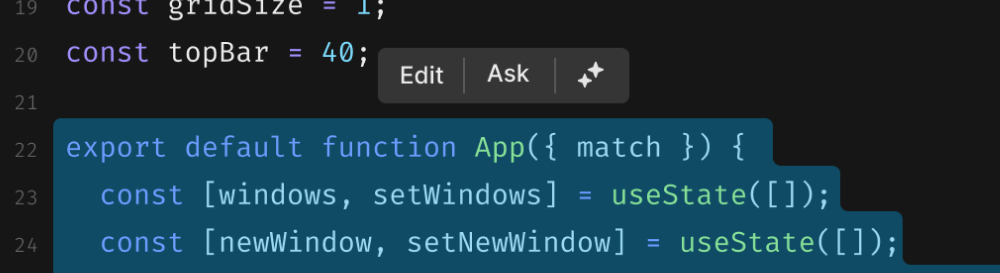 19 const gridSize = 1;
20 const topBar = 40;
Edit Ask
21
22 export default function App({ match }) {
23 const [windows, setWindows] = useState([]);
24 const [newWindow, setNewWindow] = useState([]);